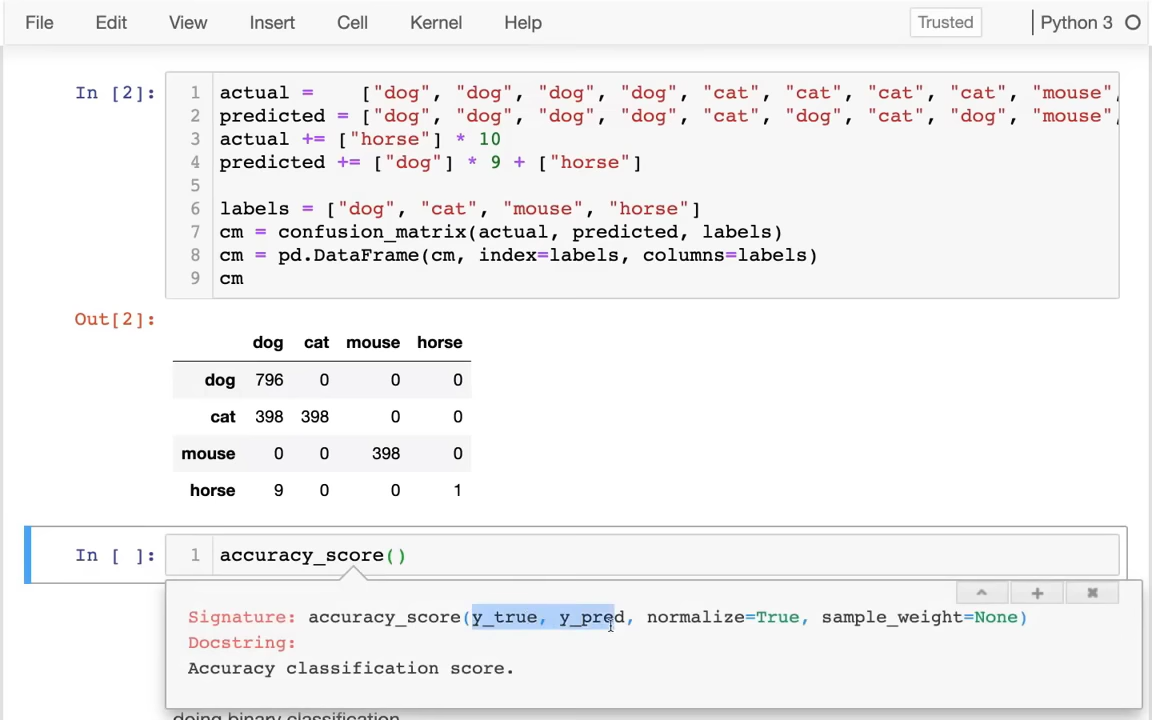 File Edit View Insert Cell Kernel Help Trusted Python 3
In [2]:
1 actual =    ["dog", "dog", "dog", "dog", "cat", "cat", "cat", "cat", "mouse",
2 predicted = ["dog", "dog", "dog", "dog", "cat", "dog", "cat", "dog", "mouse",
3 actual += ["horse"] * 10
4 predicted += ["dog"] * 9 + ["horse"]
5
6 labels = ["dog", "cat", "mouse", "horse"]
7 cm = confusion_matrix(actual, predicted, labels)
8 cm = pd.DataFrame(cm, index=labels, columns=labels)
9 cm
Out[2]:
dog cat mouse horse
dog 796 0 0 0
cat 398 398 0 0
mouse 0 0 398 0
horse 9 0 0 1
In [ ]: 1 accuracy_score()
Signature: accuracy_score(y_true, y_pred, normalize=True, sample_weight=None)
Docstring:
Accuracy classification score.
doing binary classification